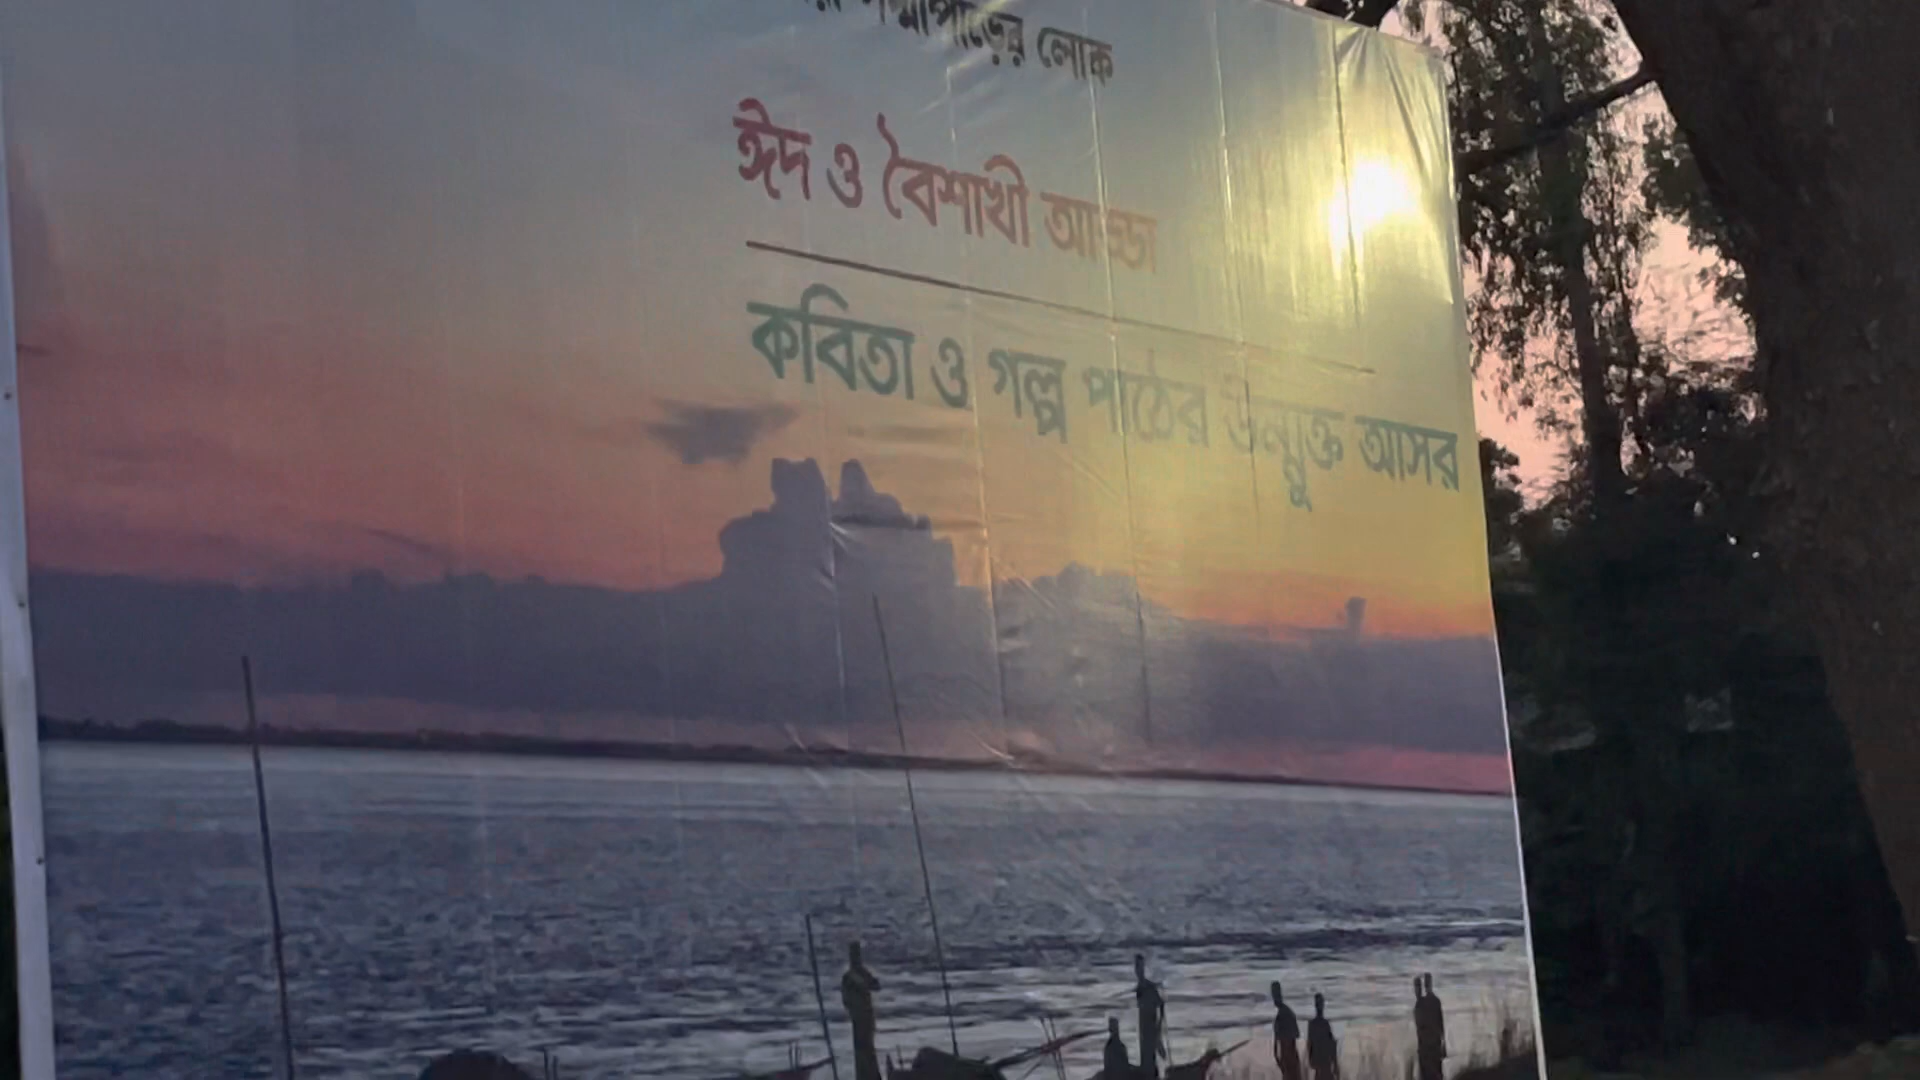 পদ্মাপাড়ের লোক
ঈদ ও বৈশাখী আড্ডা
কবিতা ও গল্প পাঠের উন্মুক্ত আসর